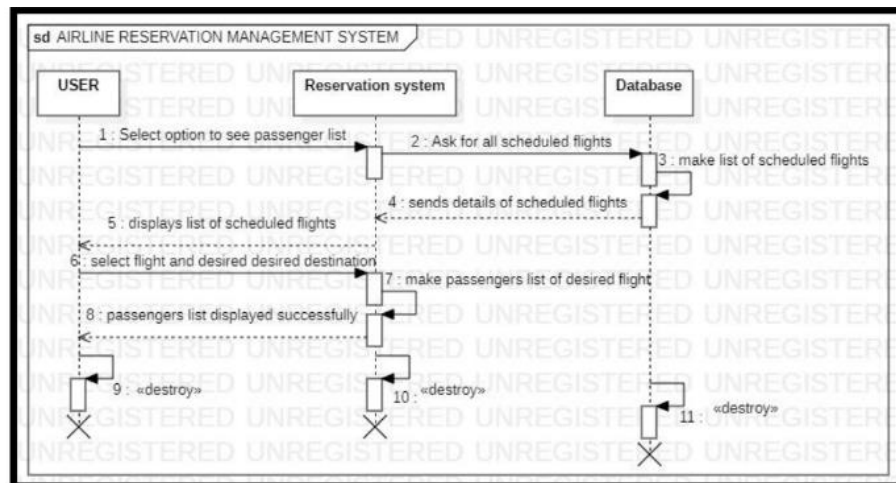 sd AIRLINE RESERVATION MANAGEMENT SYSTEM
UNREGISTERED UNREGISTERED UNREGISTERED
USER
Reservation system
Database
1 : Select option to see passenger list
2 : Ask for all scheduled flights
3 : make list of scheduled flights
4 : sends details of scheduled flights
5 : displays list of scheduled flights
6 : select flight and desired desired destination
7 : make passengers list of desired flight
8 : passengers list displayed successfully
9 : «destroy»
10 : «destroy»
11 : «destroy»